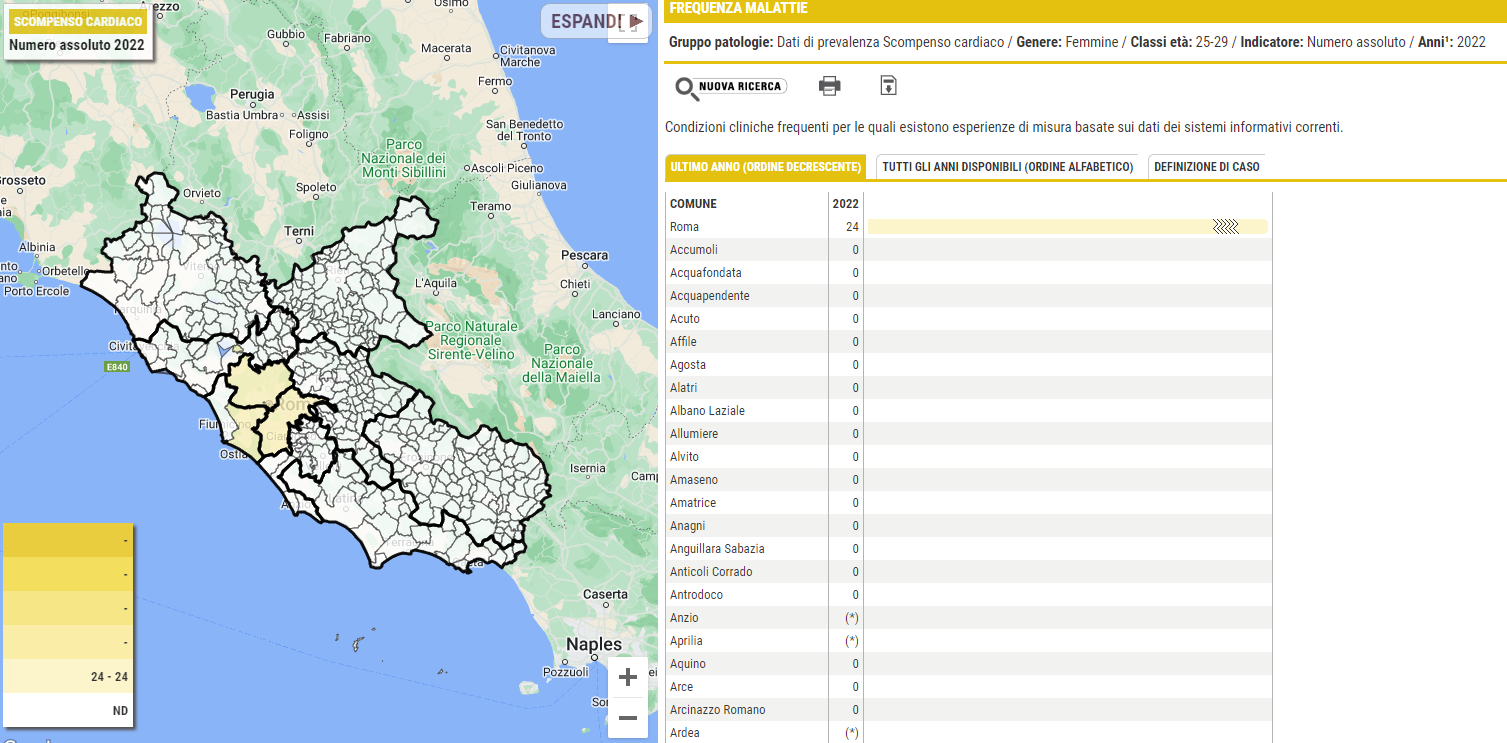 SCOMPENSO CARDIACO
Numero assoluto 2022
ESPANDI
Arezzo
Osimo
Gubbio
Fabriano
Macerata
Civitanova
Marche
Fermo
Perugia
Bastia Umbra
Assisi
Foligno
San Benedetto
del Tronto
Parco
Nazionale dei
Monti Sibillini
Ascoli Piceno
Giulianova
Grosseto
Orvieto
Spoleto
Teramo
Terni
Albinia
Orbetello
Porto Ercole
Pescara
L'Aquila
Chieti
Lanciano
Parco Naturale
Regionale
Sirente-Velino
Parco
Nazionale
della Maiella
E840
Isernia
Caserta
Naples
Pozzuoli
-
-
-
-
24 - 24
ND
+
−
FREQUENZA MALATTIE
Gruppo patologie: Dati di prevalenza Scompenso cardiaco / Genere: Femmine / Classi età: 25-29 / Indicatore: Numero assoluto / Anni¹: 2022
NUOVA RICERCA
Condizioni cliniche frequenti per le quali esistono esperienze di misura basate sui dati dei sistemi informativi correnti.
ULTIMO ANNO (ORDINE DECRESCENTE) TUTTI GLI ANNI DISPONIBILI (ORDINE ALFABETICO) DEFINIZIONE DI CASO
COMUNE 2022
Roma 24
Accumoli 0
Acquafondata 0
Acquapendente 0
Acuto 0
Affile 0
Agosta 0
Alatri 0
Albano Laziale 0
Allumiere 0
Alvito 0
Amaseno 0
Amatrice 0
Anagni 0
Anguillara Sabazia 0
Anticoli Corrado 0
Antrodoco 0
Anzio (*)
Aprilia (*)
Aquino 0
Arce 0
Arcinazzo Romano 0
Ardea (*)